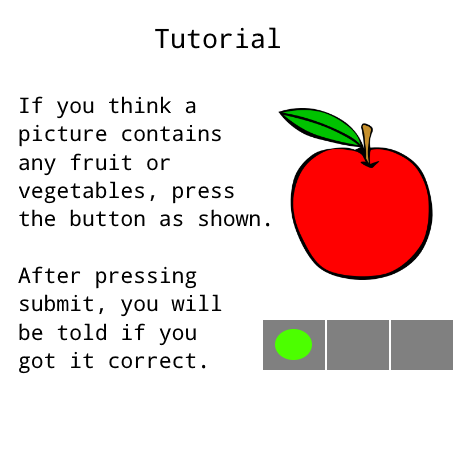 Tutorial
If you think a
picture contains
any fruit or
vegetables, press
the button as shown.
After pressing
submit, you will
be told if you
got it correct.